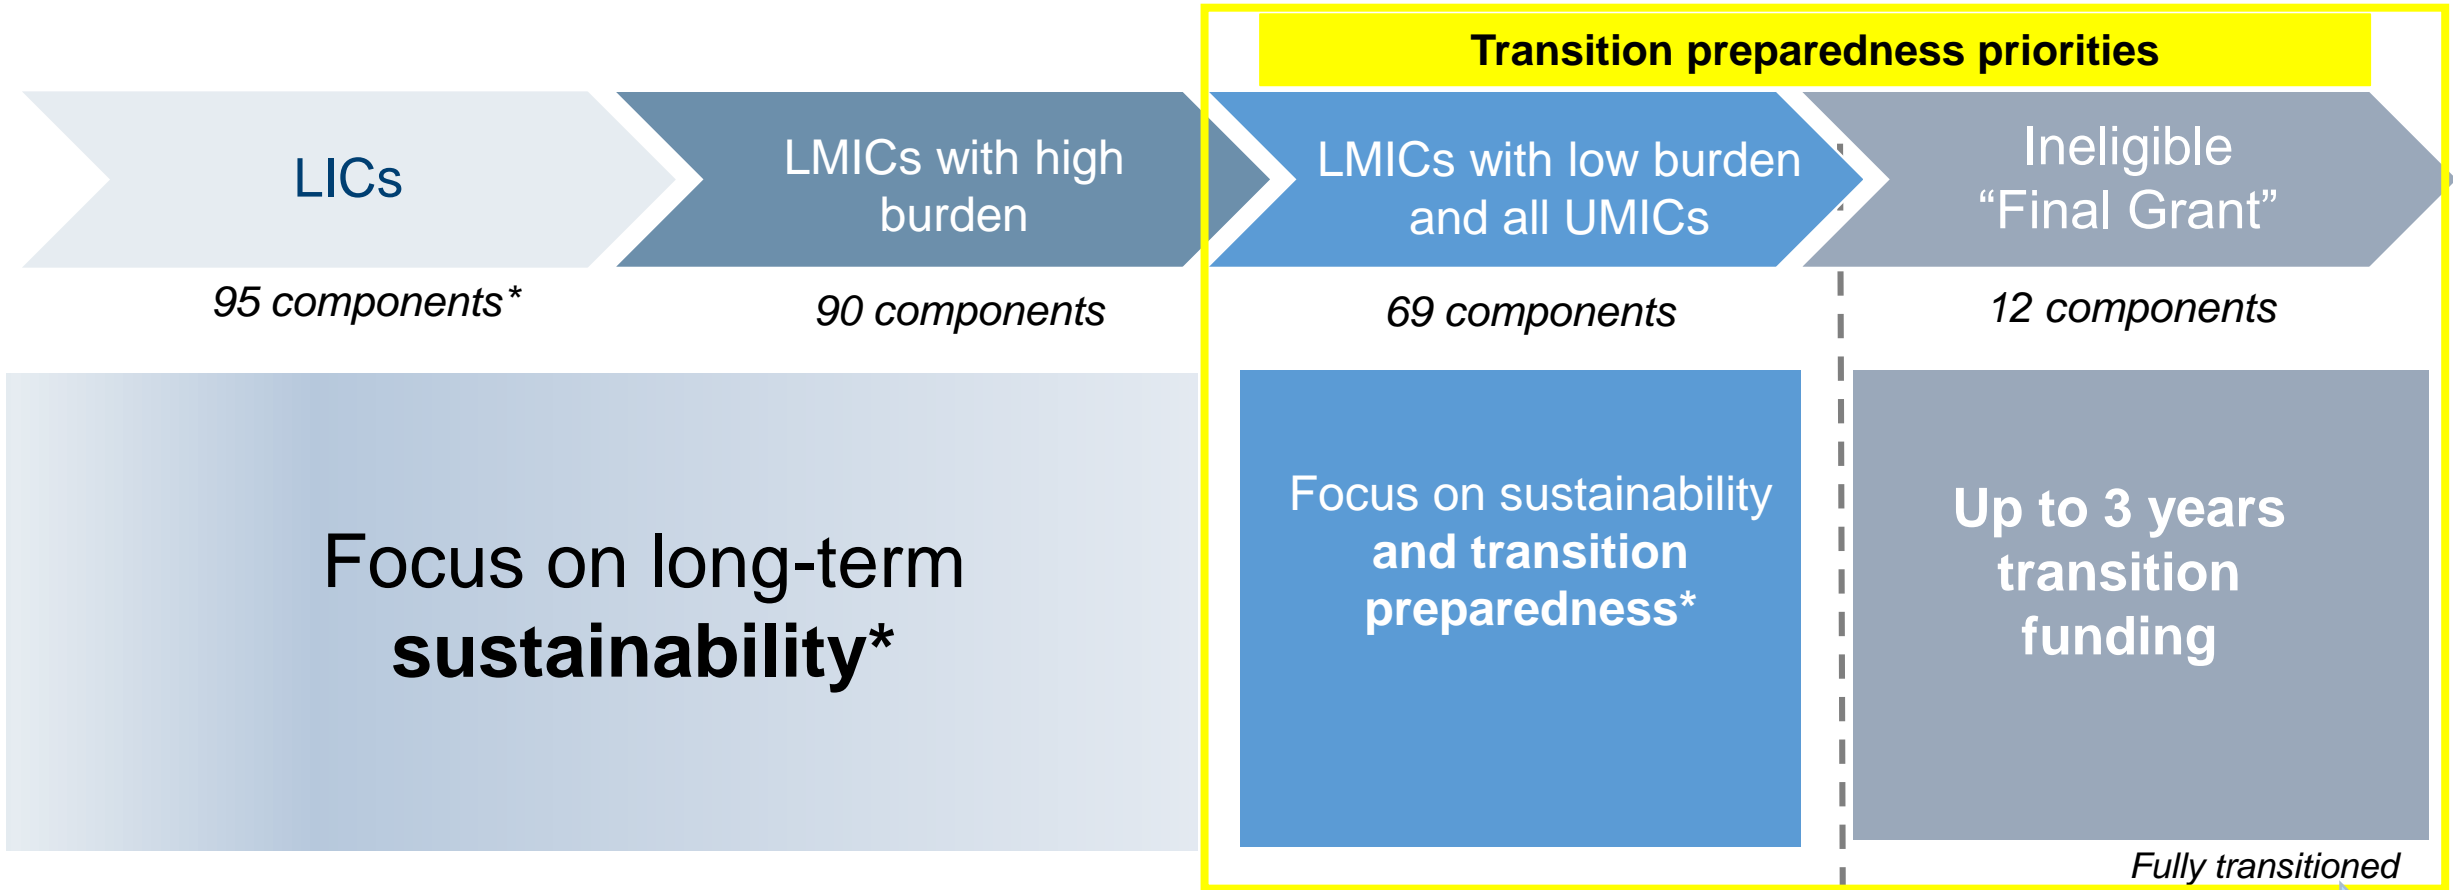 Transition preparedness priorities
LICs
LMICs with high
burden
LMICs with low burden
and all UMICs
Ineligible
“Final Grant”
95 components*
90 components
69 components
12 components
Focus on long-term
sustainability*
Focus on sustainability
and transition
preparedness*
Up to 3 years
transition
funding
Fully transitioned